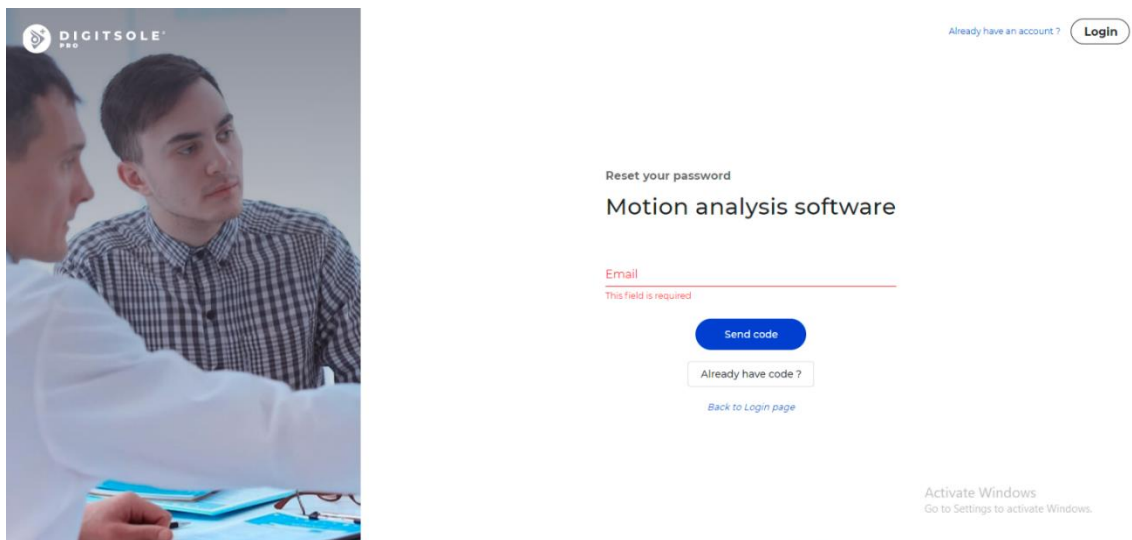 DIGITSOLE
PRO
Already have an account ?
Login
Reset your password
Motion analysis software
Email
This field is required
Send code
Already have code ?
Back to Login page
Activate Windows
Go to Settings to activate Windows.